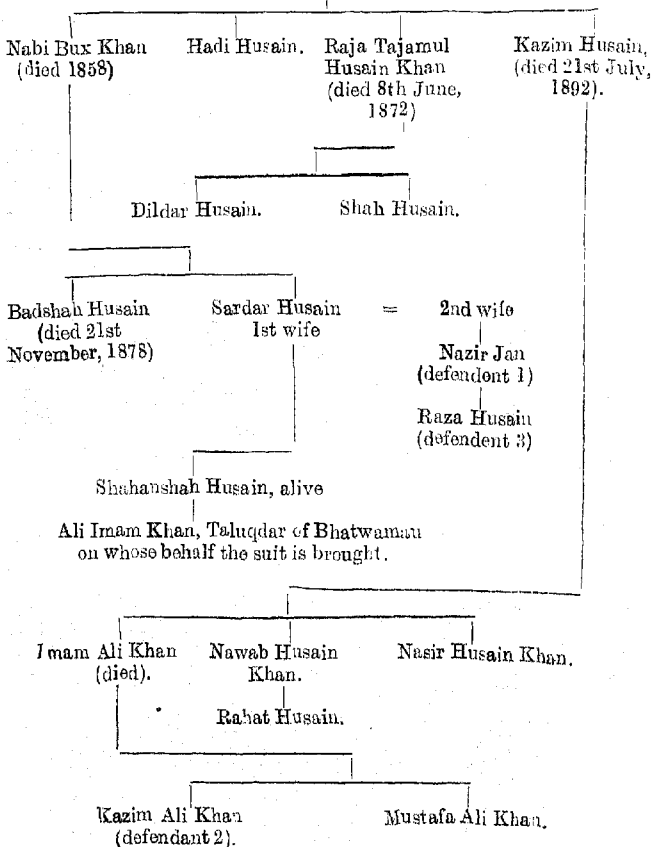 Nabi Bux Khan
(died 1858)
Hadi Husain.
Raja Tajamul
Husain Khan
(died 8th June,
1872)
Kazim Husain,
(died 21st July,
1892).
Dildar Husain.
Shah Husain.
Badshah Husain
(died 21st
November, 1878)
Sardar Husain
1st wife
=
2nd wife
Nazir Jan
(defendent 1)
Raza Husain
(defendent 3)
Shahanshah Husain, alive
Ali Imam Khan, Taluqdar of Bhatwamau
on whose behalf the suit is brought.
Imam Ali Khan
(died).
Nawab Husain
Khan.
Nasir Husain Khan.
Rahat Husain.
Kazim Ali Khan
(defendant 2).
Mustafa Ali Khan.